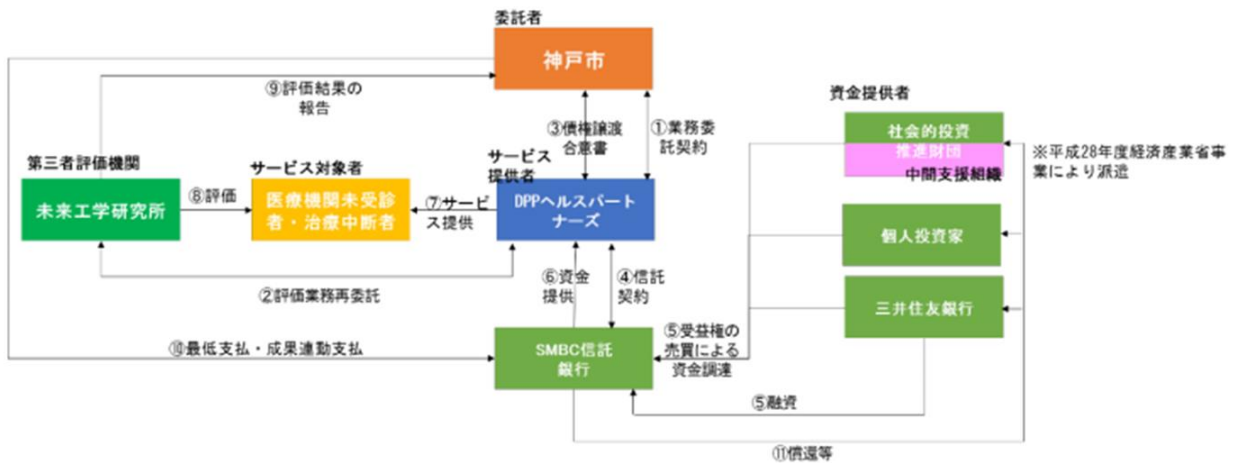 委託者
神戸市
⑨評価結果の
報告
③債権譲渡
合意書
①業務委
託契約
資金提供者
社会的投資
推進財団
中間支援組織
※平成28年度経済産業省事
業により派遣
第三者評価機関
未来工学研究所
⑧評価
サービス対象者
医療機関未受診
者・治療中断者
⑦サービ
ス提供
サービス
提供者
DPPヘルスパート
ナーズ
個人投資家
②評価業務再委託
⑥資金
提供
④信託
契約
三井住友銀行
⑩最低支払・成果連動支払
SMBC信託
銀行
⑤受益権の
売買による
資金調達
⑤融資
⑪償還等